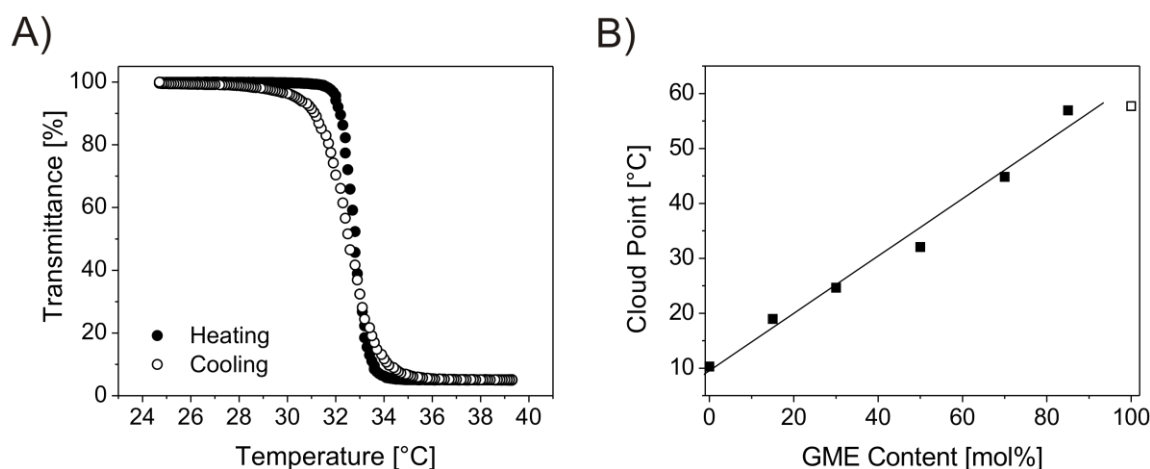 A)
100
80
60
40
20
0
Transmittance [%]
Heating
Cooling
24 26 28 30 32 34 36 38 40
Temperature [°C]
B)
60
50
40
30
20
10
Cloud Point [°C]
0 20 40 60 80 100
GME Content [mol%]